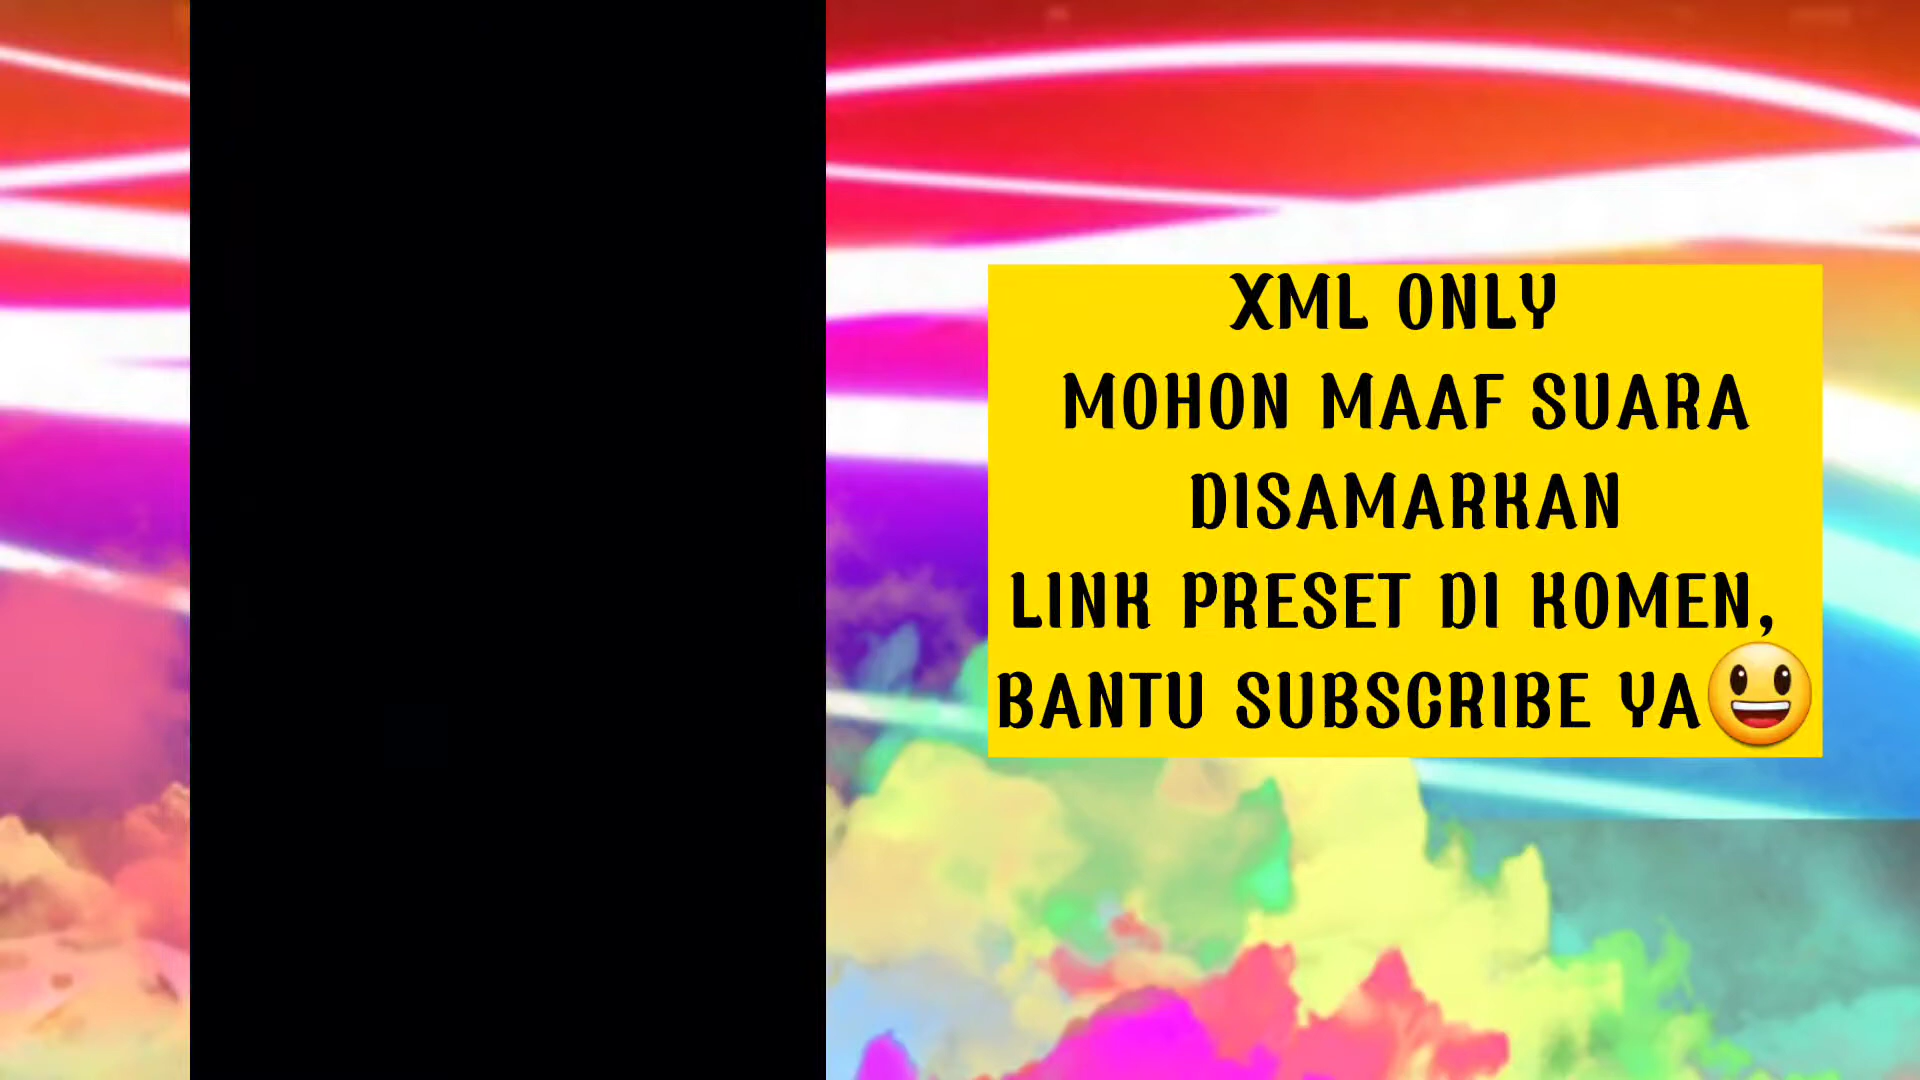 XML ONLY
MOHON MAAF SUARA
DISAMARKAN
LINK PRESET DI KOMEN,
BANTU SUBSCRIBE YA😃